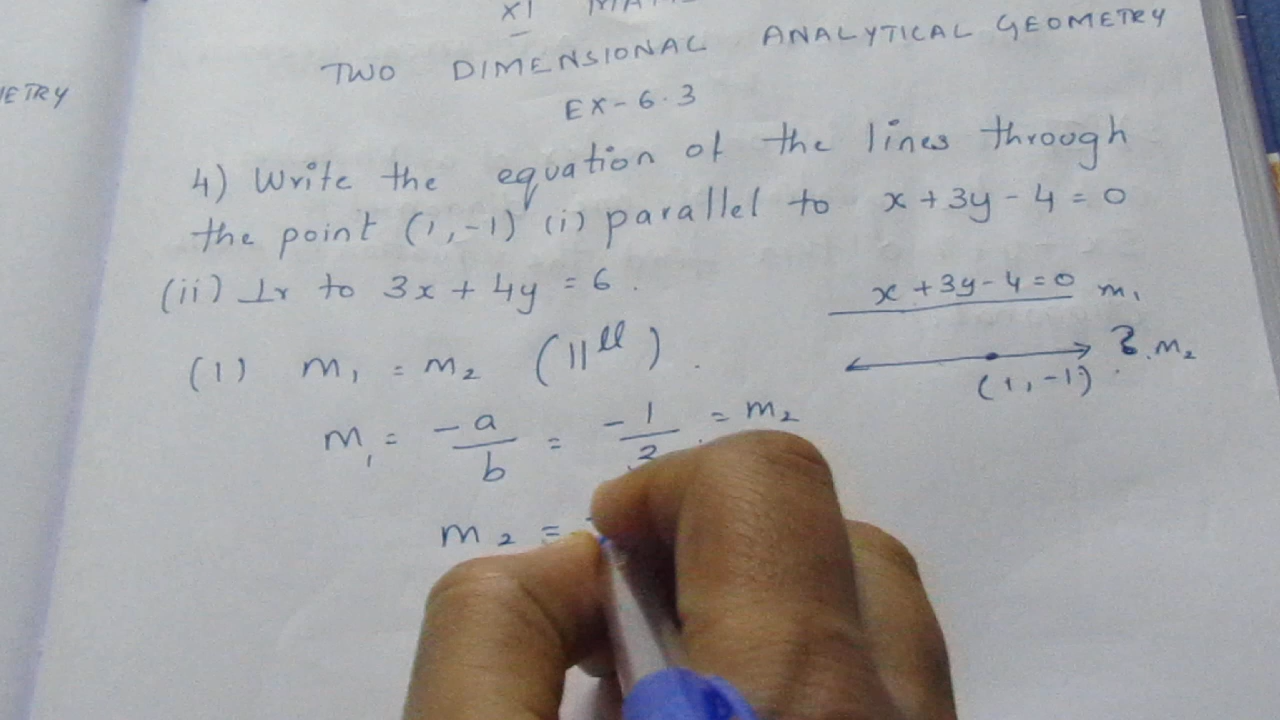 XI
TWO DIMENSIONAL ANALYTICAL GEOMETRY
EX-6.3
4) Write the equation of the lines through
the point (1,-1) (i) parallel to x+3y-4=0
(ii) ⊥r to 3x+4y=6.
x+3y-4=0 m₁
(1) m₁ = m₂ (||ˡˡ).
?.m₂
(1,-1)
m₁ = -a/b = -1/3 = m₂
m₂ =